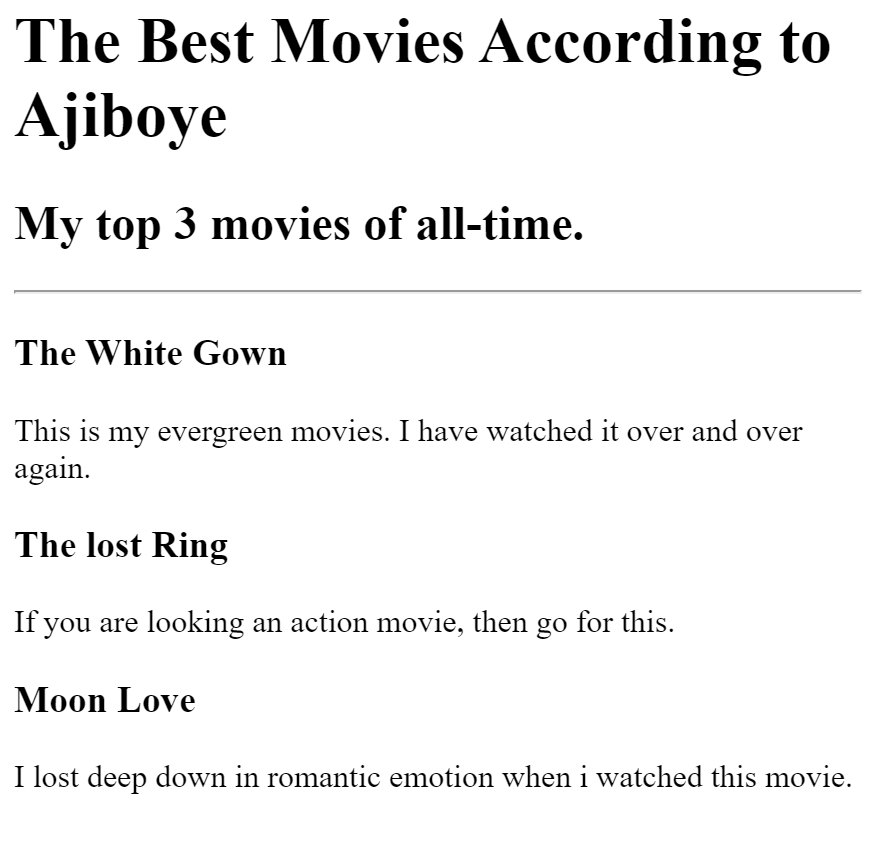 The Best Movies According to
Ajiboye
My top 3 movies of all-time.
The White Gown
This is my evergreen movies. I have watched it over and over
again.
The lost Ring
If you are looking an action movie, then go for this.
Moon Love
I lost deep down in romantic emotion when i watched this movie.